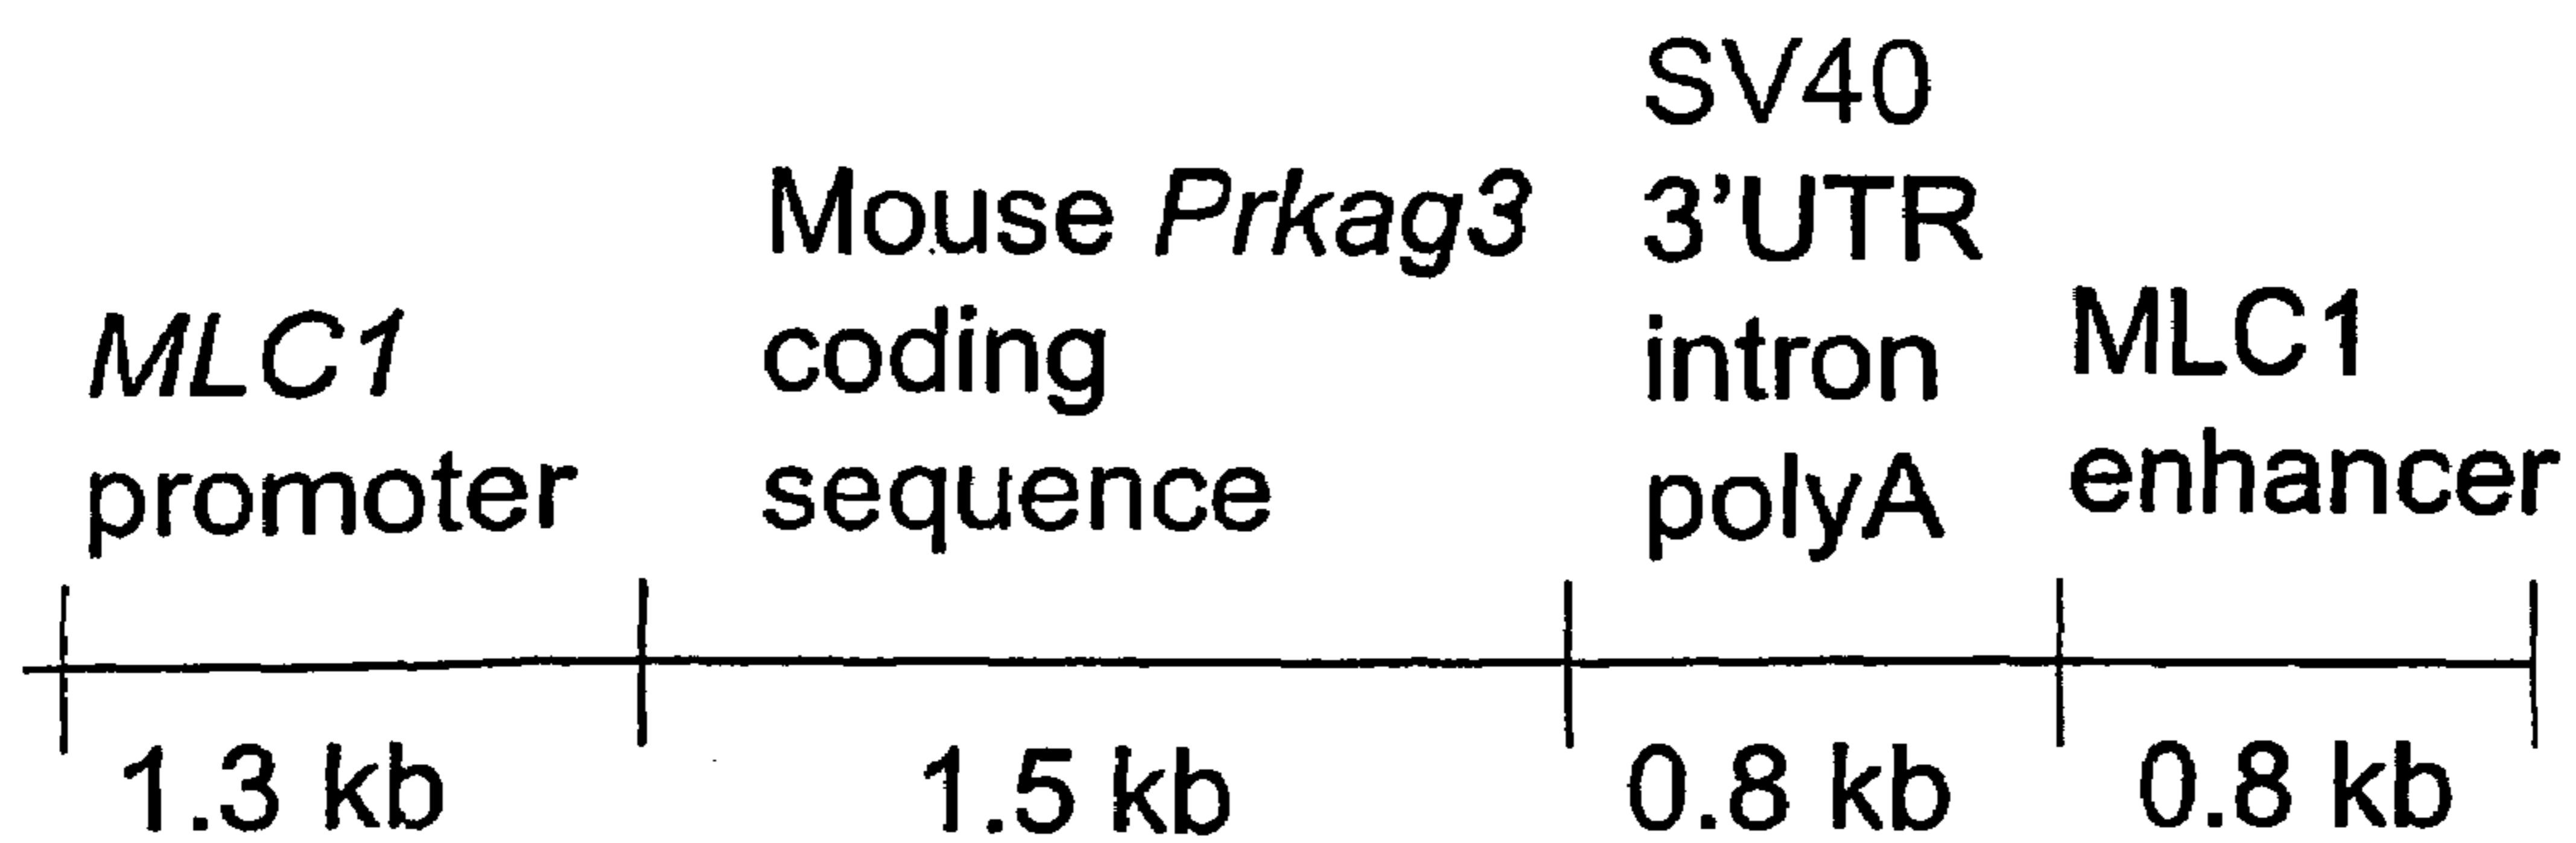 MLC1
promoter
Mouse Prkag3
coding
sequence
SV40
3’UTR
intron
polyA
MLC1
enhancer
1.3 kb
1.5 kb
0.8 kb
0.8 kb